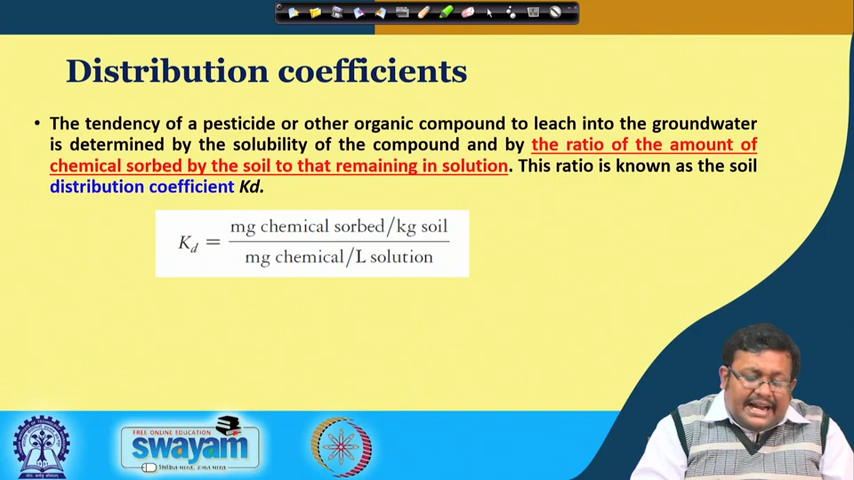 Distribution coefficients
• The tendency of a pesticide or other organic compound to leach into the groundwater
is determined by the solubility of the compound and by the ratio of the amount of
chemical sorbed by the soil to that remaining in solution. This ratio is known as the soil
distribution coefficient Kd.
K_d = mg chemical sorbed/kg soil
mg chemical/L solution
FREE ONLINE EDUCATION
swayam